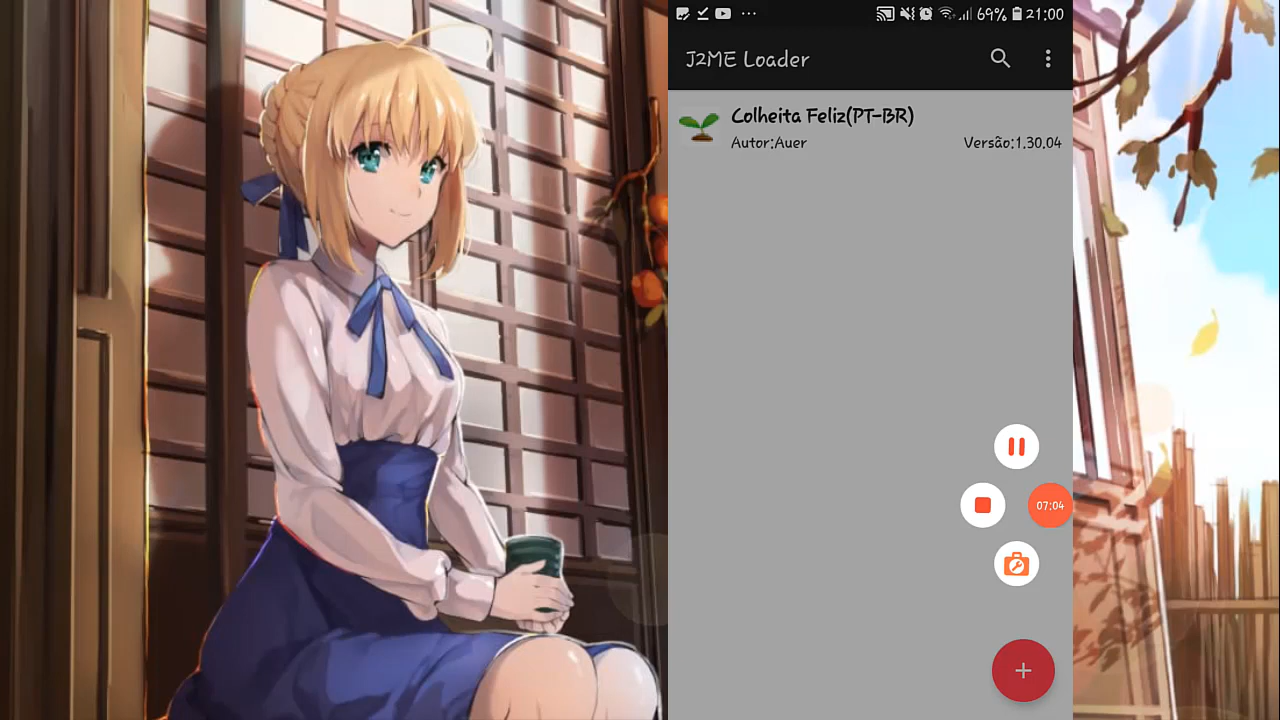 69% 21:00
J2ME Loader
Colheita Feliz(PT-BR)
Autor:Auer Versão:1.30.04
07:04